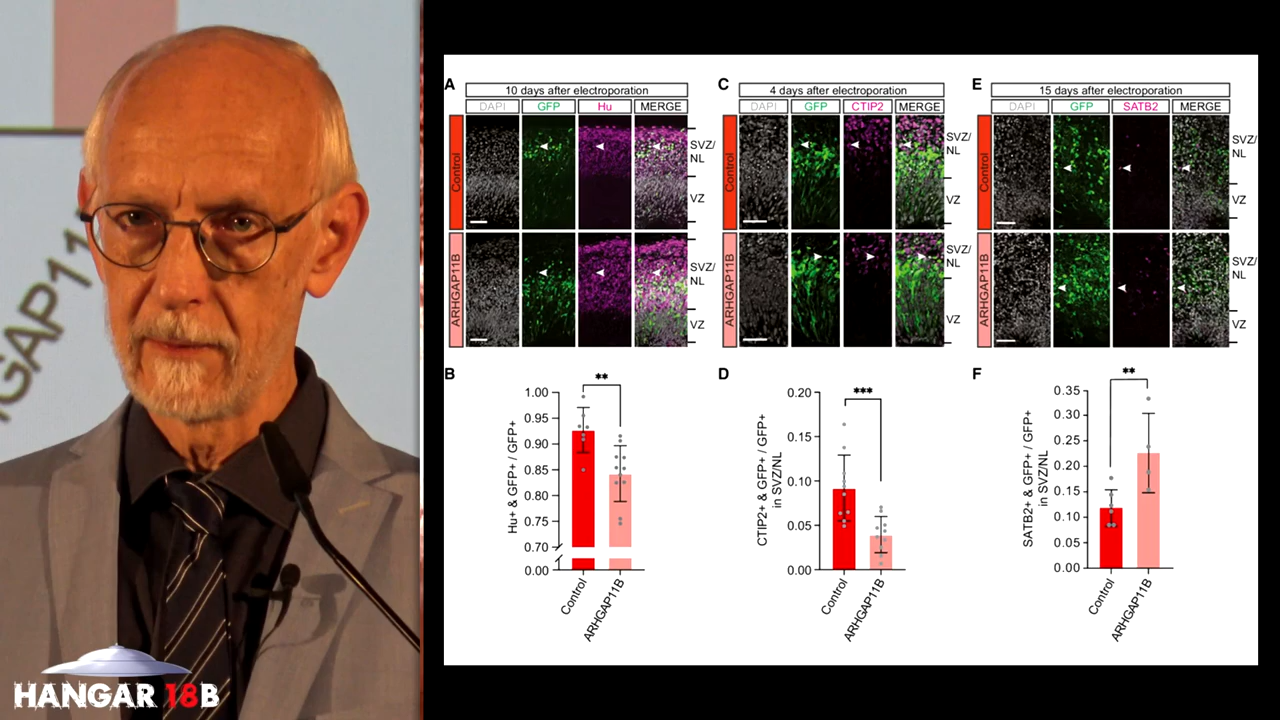 GAP11
HANGAR 18B
A
10 days after electroporation
DAPI GFP Hu MERGE
Control
SVZ/
NL
VZ
ARHGAP11B
SVZ/
NL
VZ
C
4 days after electroporation
DAPI GFP CTIP2 MERGE
Control
SVZ/
NL
VZ
ARHGAP11B
SVZ/
NL
VZ
E
15 days after electroporation
DAPI GFP SATB2 MERGE
Control
SVZ/
NL
VZ
ARHGAP11B
SVZ/
NL
VZ
B
Hu+ & GFP+ / GFP+
1.00
0.95
0.90
0.85
0.80
0.75
0.70
0.00
**
Control
ARHGAP11B
D
CTIP2+ & GFP+ / GFP+
in SVZ/NL
0.20
0.15
0.10
0.05
0.00
***
Control
ARHGAP11B
F
SATB2+ & GFP+ / GFP+
in SVZ/NL
0.35
0.30
0.25
0.20
0.15
0.10
0.05
0.00
**
Control
ARHGAP11B